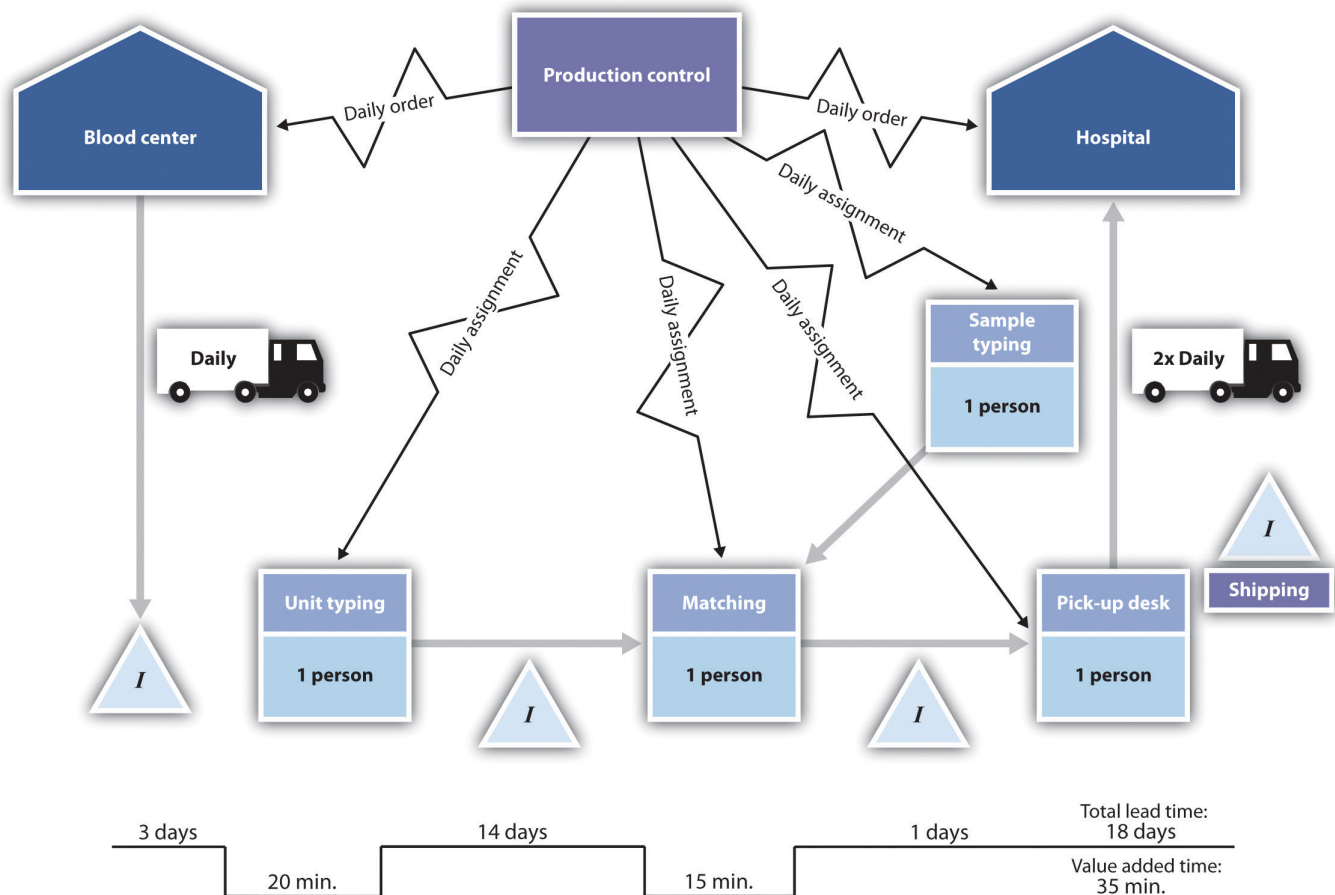 Production control
Blood center
Daily order
Daily order
Hospital
Daily assignment
Daily assignment
Daily assignment
Daily assignment
Daily
Sample
typing
1 person
2x Daily
I
Shipping
Unit typing
1 person
Matching
1 person
Pick-up desk
1 person
I
I
I
3 days
20 min.
14 days
15 min.
1 days
Total lead time:
18 days
Value added time:
35 min.